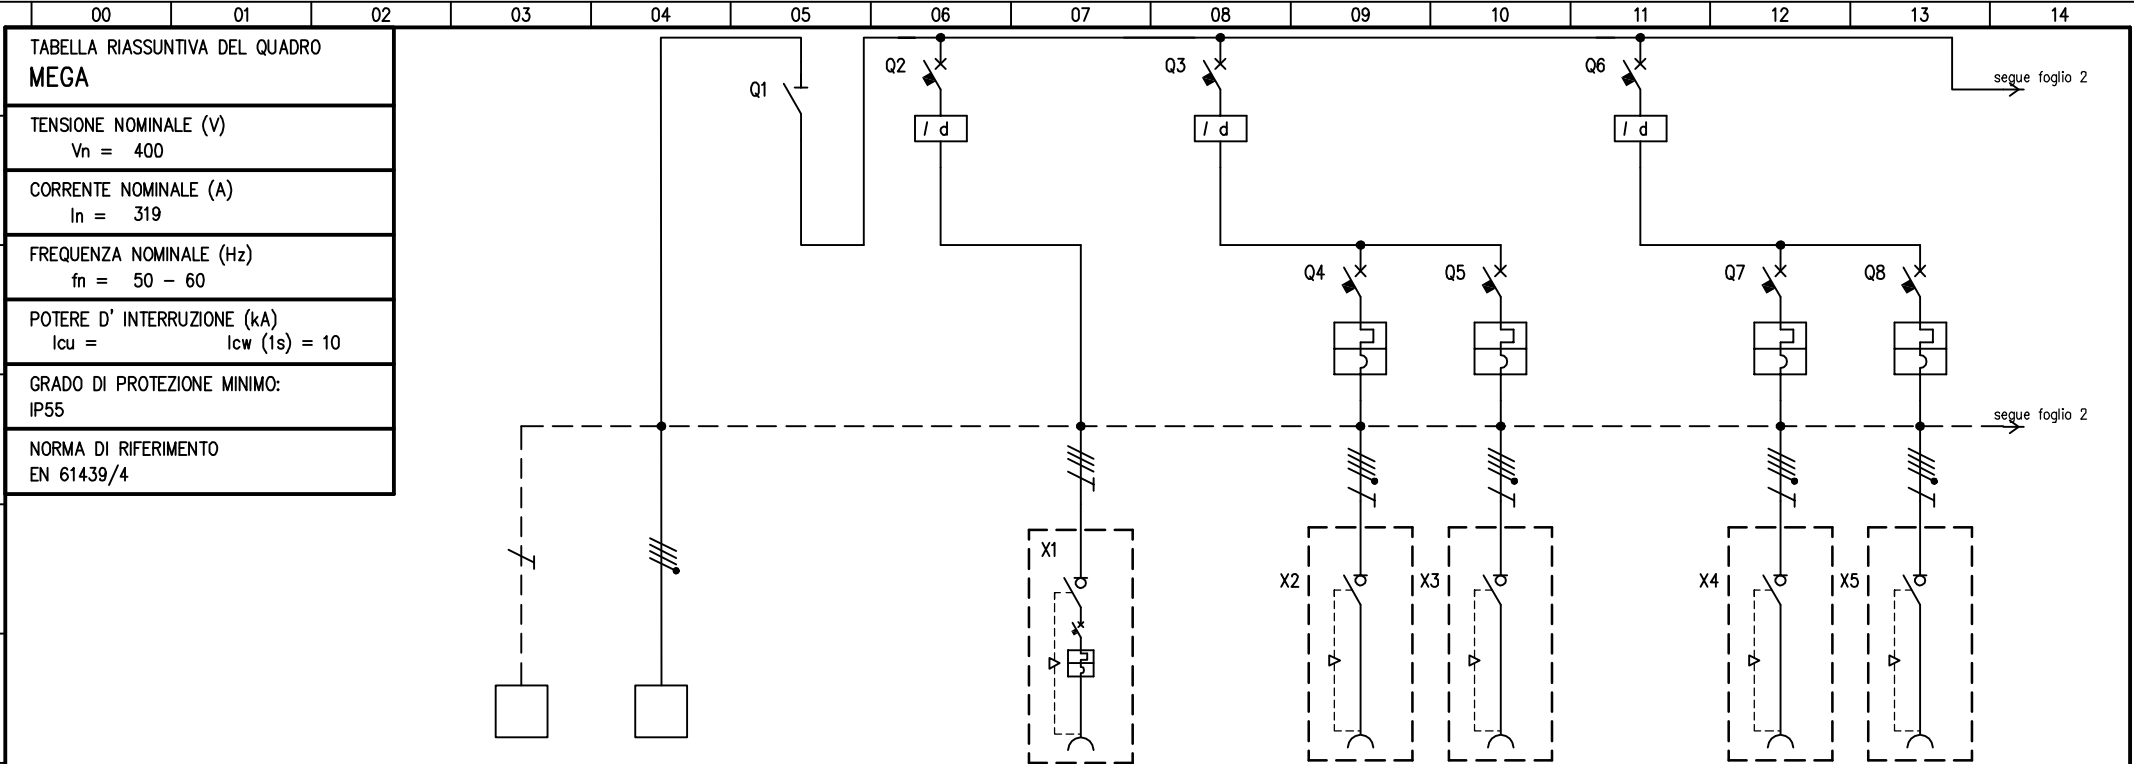 00 01 02 03 04 05 06 07 08 09 10 11 12 13 14
TABELLA RIASSUNTIVA DEL QUADRO
MEGA
TENSIONE NOMINALE (V)
Vn = 400
CORRENTE NOMINALE (A)
In = 319
FREQUENZA NOMINALE (Hz)
fn = 50 – 60
POTERE D' INTERRUZIONE (kA)
Icu = Icw (1s) = 10
GRADO DI PROTEZIONE MINIMO:
IP55
NORMA DI RIFERIMENTO
EN 61439/4
Q1
Q2
Q3
Q6
segue foglio 2
I d
I d
I d
Q4
Q5
Q7
Q8
segue foglio 2
X1
X2
X3
X4
X5